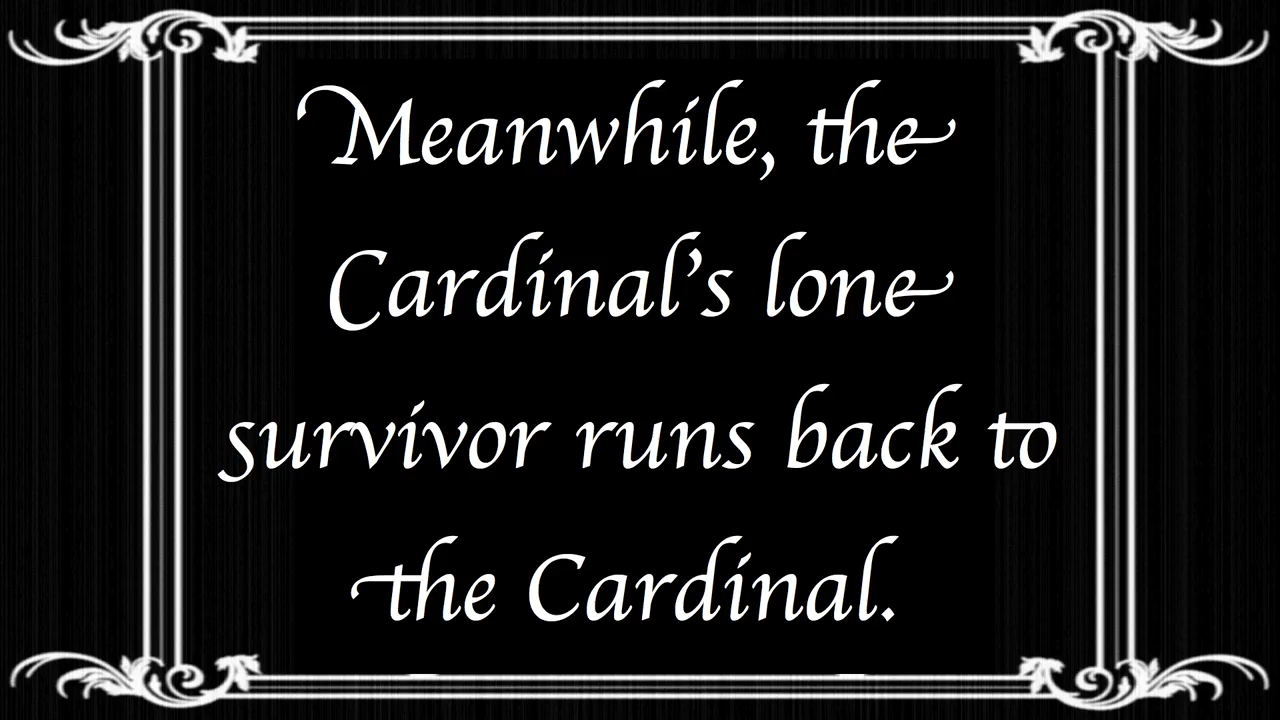 Meanwhile, the
Cardinal’s lone
survivor runs back to
the Cardinal.